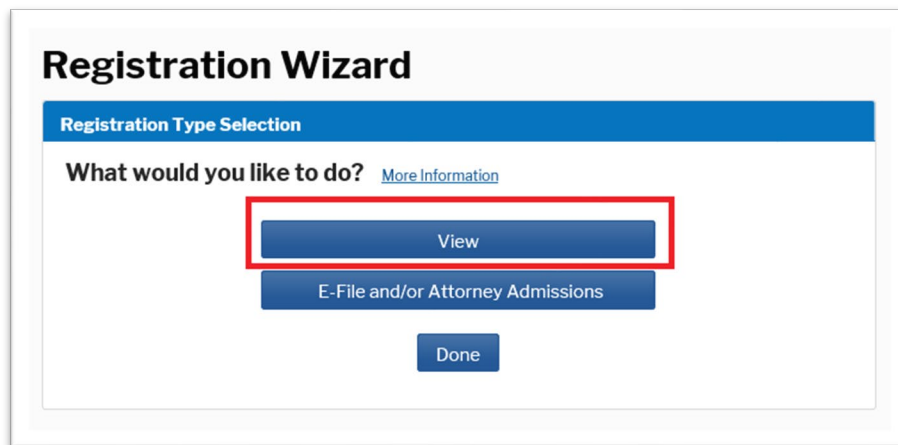 Registration Wizard
Registration Type Selection
What would you like to do? More Information
View
E-File and/or Attorney Admissions
Done